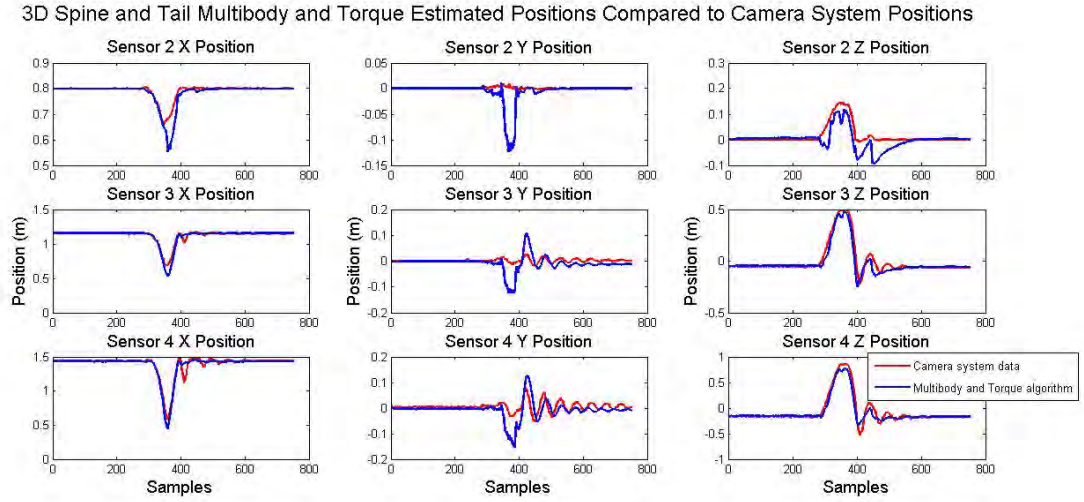 3D Spine and Tail Multibody and Torque Estimated Positions Compared to Camera System Positions
Sensor 2 X Position
Sensor 2 Y Position
Sensor 2 Z Position
0.9
0.8
0.7
0.6
0.5
0 200 400 600 800
0.05
0
-0.05
-0.1
-0.15
0 200 400 600 800
0.3
0.2
0.1
0
-0.1
0 200 400 600 800
Sensor 3 X Position
Sensor 3 Y Position
Sensor 3 Z Position
Position (m)
1.5
1
0.5
0
0 200 400 600 800
Position (m)
0.2
0.1
0
-0.1
-0.2
0 200 400 600 800
Position (m)
0.5
0
-0.5
0 200 400 600 800
Sensor 4 X Position
Sensor 4 Y Position
Sensor 4 Z Position
1.5
1
0.5
0
0 200 400 600 800
0.2
0.1
0
-0.1
-0.2
0 200 400 600 800
1
0.5
0
-0.5
-1
0 200 400 600 800
Camera system data
Multibody and Torque algorithm
Samples
Samples
Samples